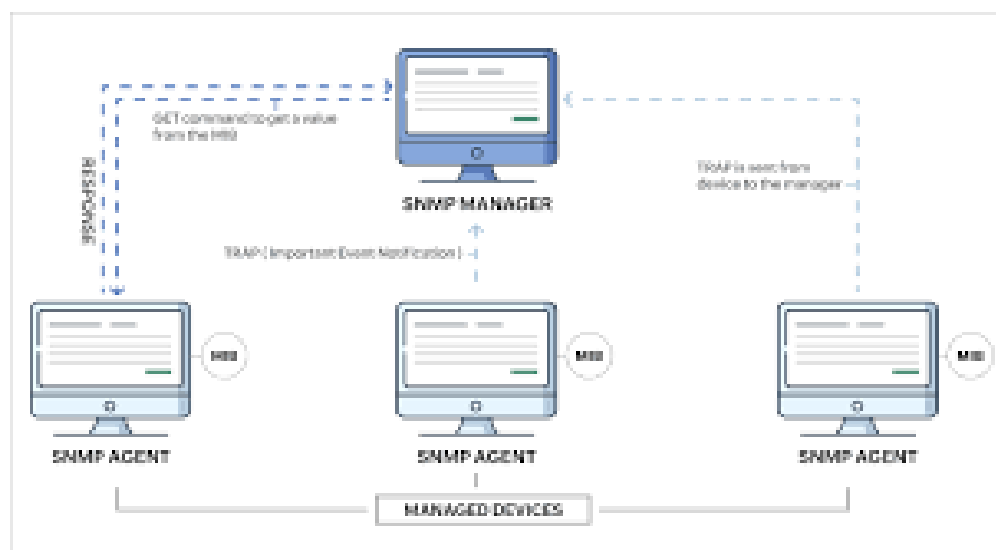 GET command to get a value
from the MIB
RESPONSE
TRAP is sent from
device to the manager
SNMP MANAGER
TRAP ( Important Event Notification )
MIB
MIB
MIB
SNMP AGENT
SNMP AGENT
SNMP AGENT
MANAGED DEVICES